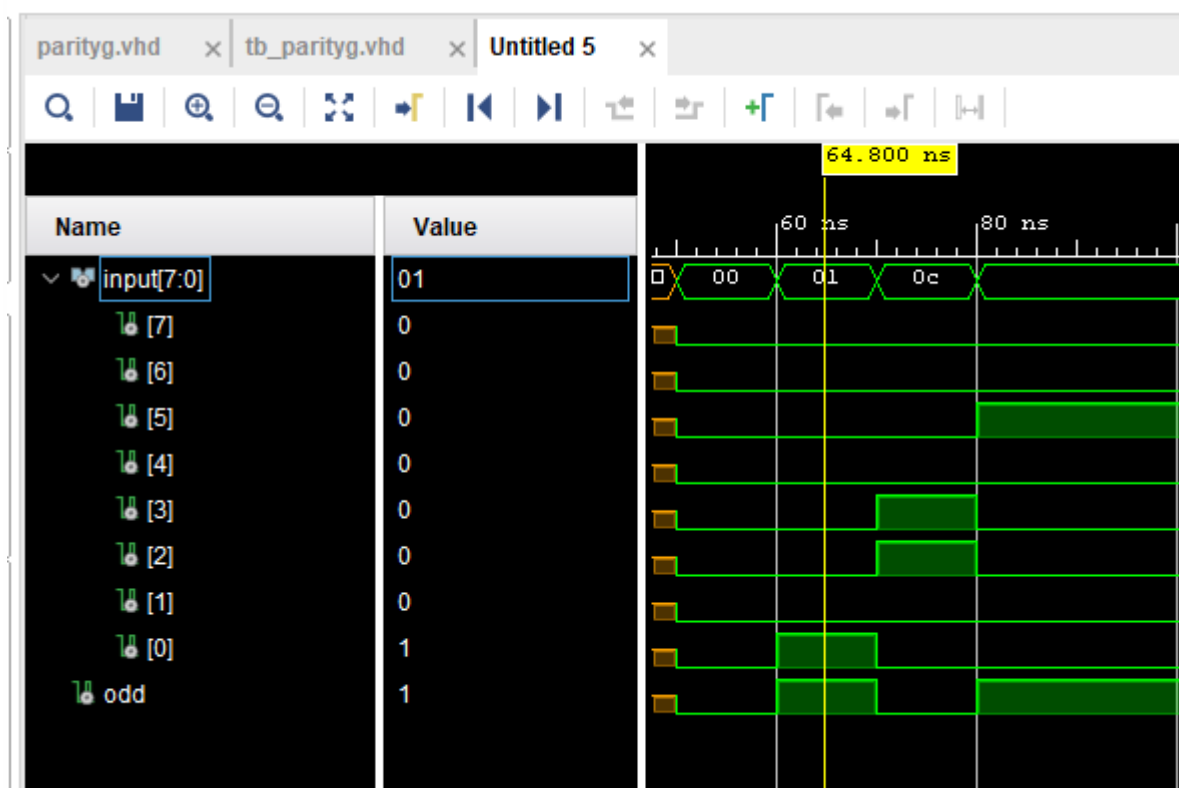 parityg.vhd × tb_parityg.vhd × Untitled 5 ×
64.800 ns
Name Value
60 ns 80 ns
input[7:0] 01 00 01 0c
[7] 0
[6] 0
[5] 0
[4] 0
[3] 0
[2] 0
[1] 0
[0] 1
odd 1